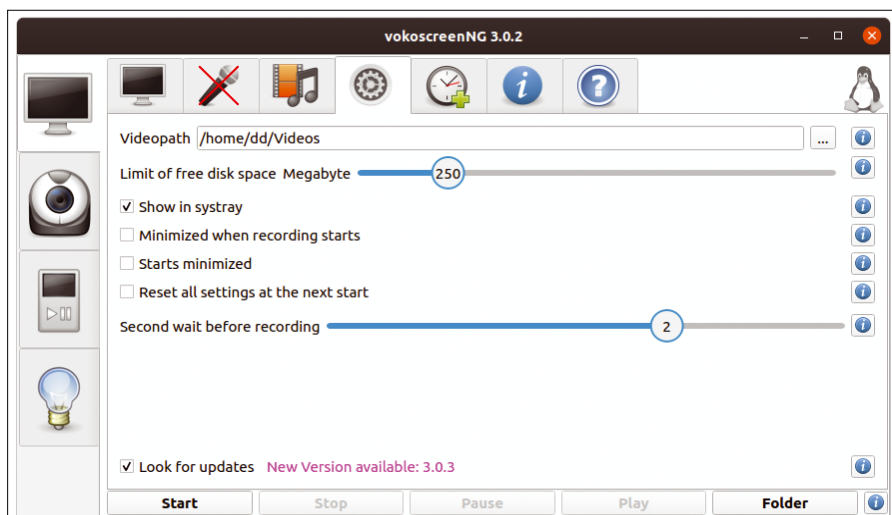 vokoscreenNG 3.0.2
Videopath /home/dd/Videos ...
Limit of free disk space Megabyte 250
Show in systray
Minimized when recording starts
Starts minimized
Reset all settings at the next start
Second wait before recording 2
Look for updates New Version available: 3.0.3
Start Stop Pause Play Folder